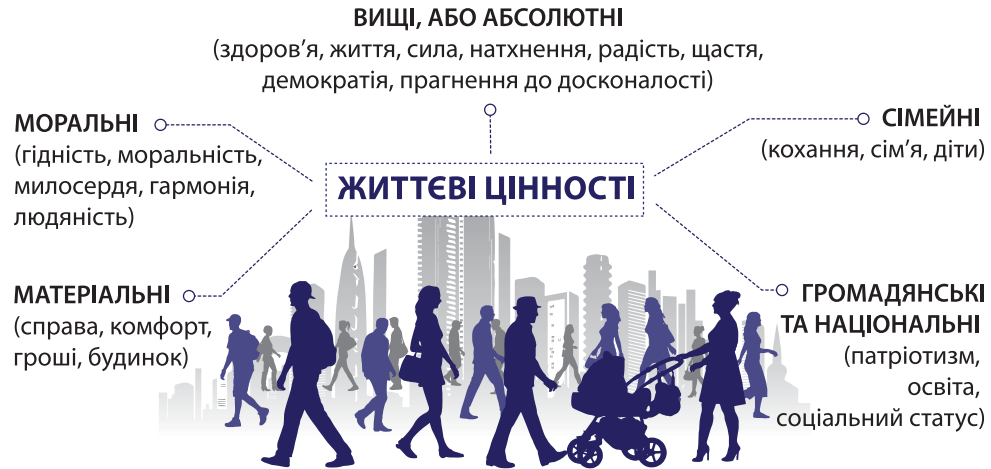 ВИЩІ, АБО АБСОЛЮТНІ
(здоров’я, життя, сила, натхнення, радість, щастя,
демократія, прагнення до досконалості)
МОРАЛЬНІ
(гідність, моральність,
милосердя, гармонія,
людяність)
СІМЕЙНІ
(кохання, сім’я, діти)
ЖИТТЄВІ ЦІННОСТІ
МАТЕРІАЛЬНІ
(справа, комфорт,
гроші, будинок)
ГРОМАДЯНСЬКІ
ТА НАЦІОНАЛЬНІ
(патріотизм,
освіта,
соціальний статус)